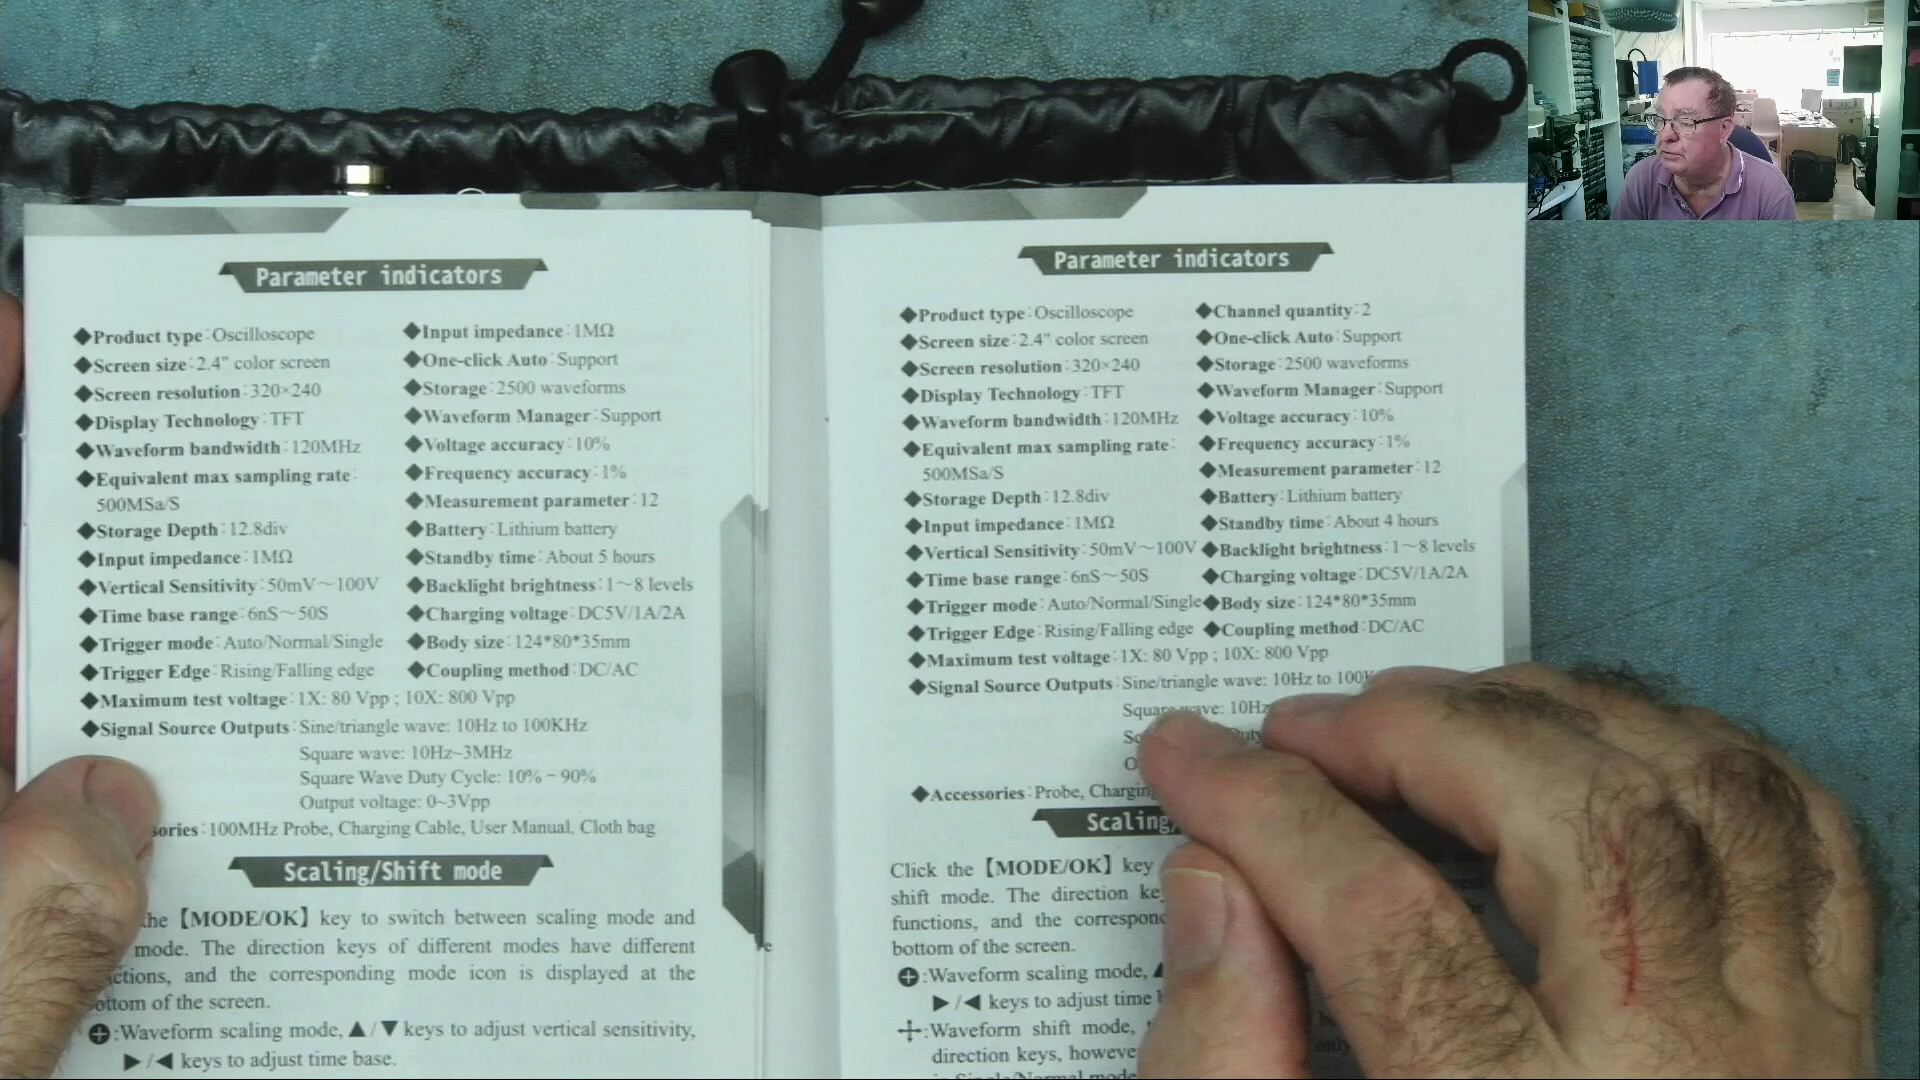 Parameter indicators
◆Product type:Oscilloscope
◆Screen size:2.4" color screen
◆Screen resolution:320×240
◆Display Technology:TFT
◆Waveform bandwidth:120MHz
◆Equivalent max sampling rate:
500MSa/S
◆Storage Depth:12.8div
◆Input impedance:1MΩ
◆Vertical Sensitivity:50mV~100V
◆Time base range:6nS~50S
◆Trigger mode:Auto/Normal/Single
◆Trigger Edge:Rising/Falling edge
◆Input impedance:1MΩ
◆One-click Auto:Support
◆Storage:2500 waveforms
◆Waveform Manager:Support
◆Voltage accuracy:10%
◆Frequency accuracy:1%
◆Measurement parameter:12
◆Battery:Lithium battery
◆Standby time:About 5 hours
◆Backlight brightness:1~8 levels
◆Charging voltage:DC5V/1A/2A
◆Body size:124*80*35mm
◆Coupling method:DC/AC
◆Maximum test voltage:1X: 80 Vpp ; 10X: 800 Vpp
◆Signal Source Outputs:Sine/triangle wave: 10Hz to 100KHz
Square wave: 10Hz~3MHz
Square Wave Duty Cycle: 10% ~ 90%
Output voltage: 0~3Vpp
sories:100MHz Probe, Charging Cable, User Manual, Cloth bag
Scaling/Shift mode
he【MODE/OK】key to switch between scaling mode and
mode. The direction keys of different modes have different
ctions, and the corresponding mode icon is displayed at the
ottom of the screen.
:Waveform scaling mode, ▲/▼ keys to adjust vertical sensitivity,
▶/◀ keys to adjust time base.
Parameter indicators
◆Product type:Oscilloscope
◆Screen size:2.4" color screen
◆Screen resolution:320×240
◆Display Technology:TFT
◆Waveform bandwidth:120MHz
◆Equivalent max sampling rate:
500MSa/S
◆Storage Depth:12.8div
◆Input impedance:1MΩ
◆Vertical Sensitivity:50mV~100V
◆Time base range:6nS~50S
◆Trigger mode:Auto/Normal/Single
◆Trigger Edge:Rising/Falling edge
◆Channel quantity:2
◆One-click Auto:Support
◆Storage:2500 waveforms
◆Waveform Manager:Support
◆Voltage accuracy:10%
◆Frequency accuracy:1%
◆Measurement parameter:12
◆Battery:Lithium battery
◆Standby time:About 4 hours
◆Backlight brightness:1~8 levels
◆Charging voltage:DC5V/1A/2A
◆Body size:124*80*35mm
◆Coupling method:DC/AC
◆Maximum test voltage:1X: 80 Vpp ; 10X: 800 Vpp
◆Signal Source Outputs:Sine/triangle wave: 10Hz to 100K
Square wave: 10Hz
◆Accessories:Probe, Charging
Scaling/
Click the【MODE/OK】key
shift mode. The direction ke
functions, and the correspon
bottom of the screen.
:Waveform scaling mode, ▲
▶/◀ keys to adjust time
:Waveform shift mode,
direction keys, howeve
in Single/Normal mode